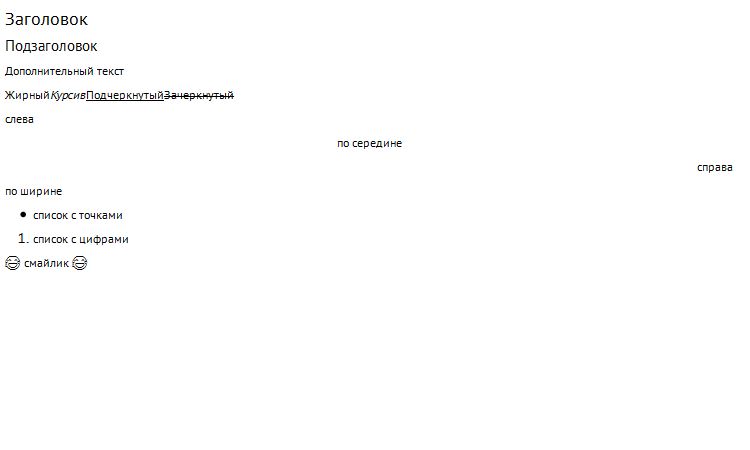 Заголовок
Подзаголовок
Дополнительный текст
ЖирныйКурсивПодчеркнутыйЗачеркнутый
слева
по середине
справа
по ширине
• список с точками
1. список с цифрами
😂 смайлик 😂